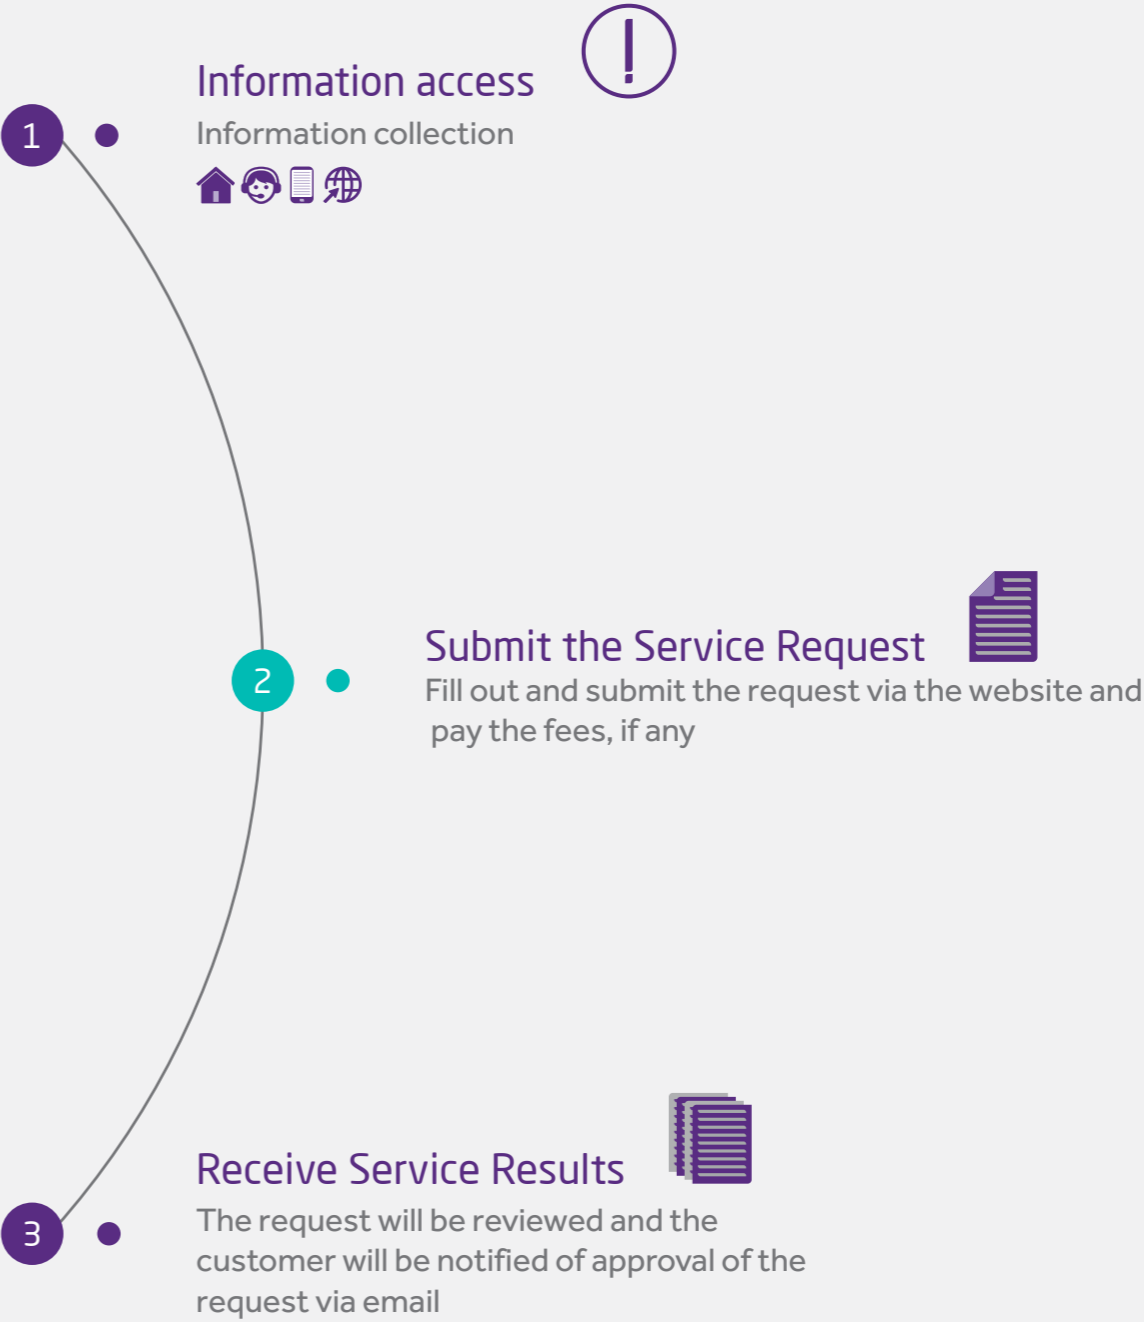 Information access
1
Information collection
Submit the Service Request
2
Fill out and submit the request via the website and
pay the fees, if any
Receive Service Results
3
The request will be reviewed and the
customer will be notified of approval of the
request via email